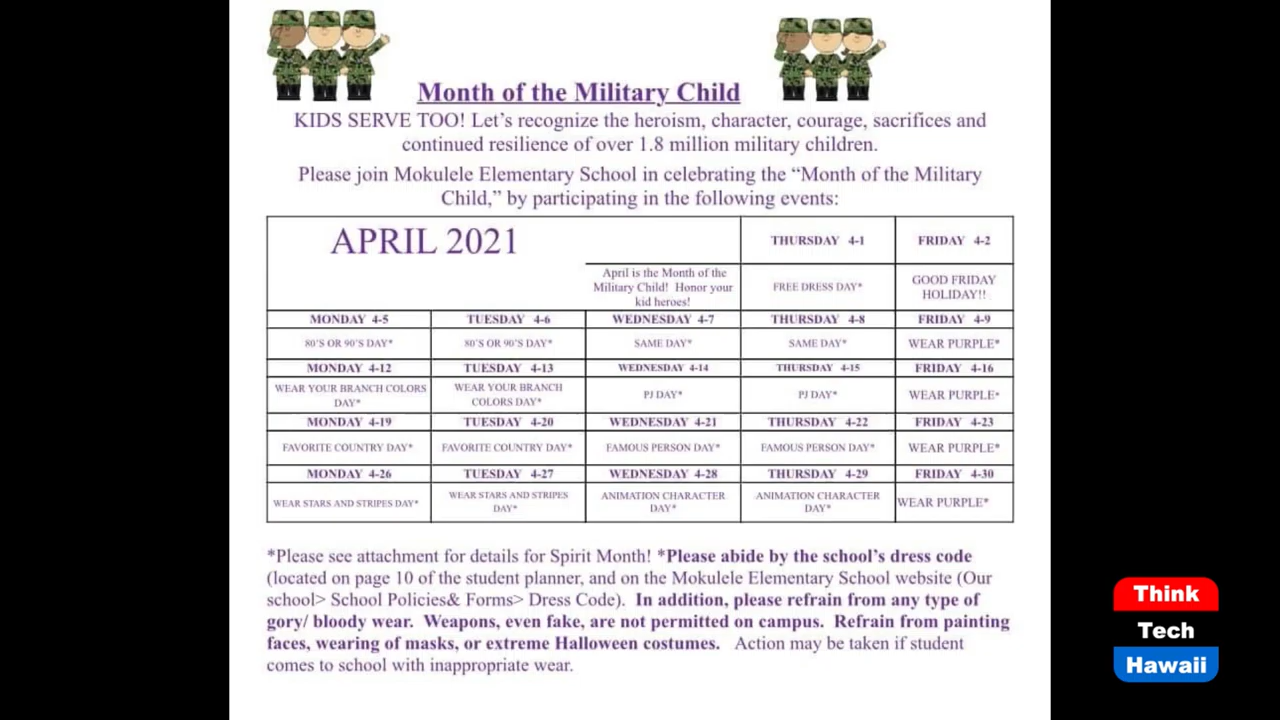 Month of the Military Child
KIDS SERVE TOO! Let's recognize the heroism, character, courage, sacrifices and
continued resilience of over 1.8 million military children.
Please join Mokulele Elementary School in celebrating the “Month of the Military
Child,” by participating in the following events:
APRIL 2021
THURSDAY 4-1
FRIDAY 4-2
April is the Month of the
Military Child! Honor your
kid heroes!
FREE DRESS DAY*
GOOD FRIDAY
HOLIDAY!!
MONDAY 4-5
TUESDAY 4-6
WEDNESDAY 4-7
THURSDAY 4-8
FRIDAY 4-9
80'S OR 90'S DAY*
80'S OR 90'S DAY*
SAME DAY*
SAME DAY*
WEAR PURPLE*
MONDAY 4-12
TUESDAY 4-13
WEDNESDAY 4-14
THURSDAY 4-15
FRIDAY 4-16
WEAR YOUR BRANCH COLORS
DAY*
WEAR YOUR BRANCH
COLORS DAY*
PJ DAY*
PJ DAY*
WEAR PURPLE*
MONDAY 4-19
TUESDAY 4-20
WEDNESDAY 4-21
THURSDAY 4-22
FRIDAY 4-23
FAVORITE COUNTRY DAY*
FAVORITE COUNTRY DAY*
FAMOUS PERSON DAY*
FAMOUS PERSON DAY*
WEAR PURPLE*
MONDAY 4-26
TUESDAY 4-27
WEDNESDAY 4-28
THURSDAY 4-29
FRIDAY 4-30
WEAR STARS AND STRIPES DAY*
WEAR STARS AND STRIPES
DAY*
ANIMATION CHARACTER
DAY*
ANIMATION CHARACTER
DAY*
WEAR PURPLE*
*Please see attachment for details for Spirit Month! *Please abide by the school's dress code
(located on page 10 of the student planner, and on the Mokulele Elementary School website (Our
school> School Policies& Forms> Dress Code). In addition, please refrain from any type of
gory/ bloody wear. Weapons, even fake, are not permitted on campus. Refrain from painting
faces, wearing of masks, or extreme Halloween costumes. Action may be taken if student
comes to school with inappropriate wear.
Think
Tech
Hawaii